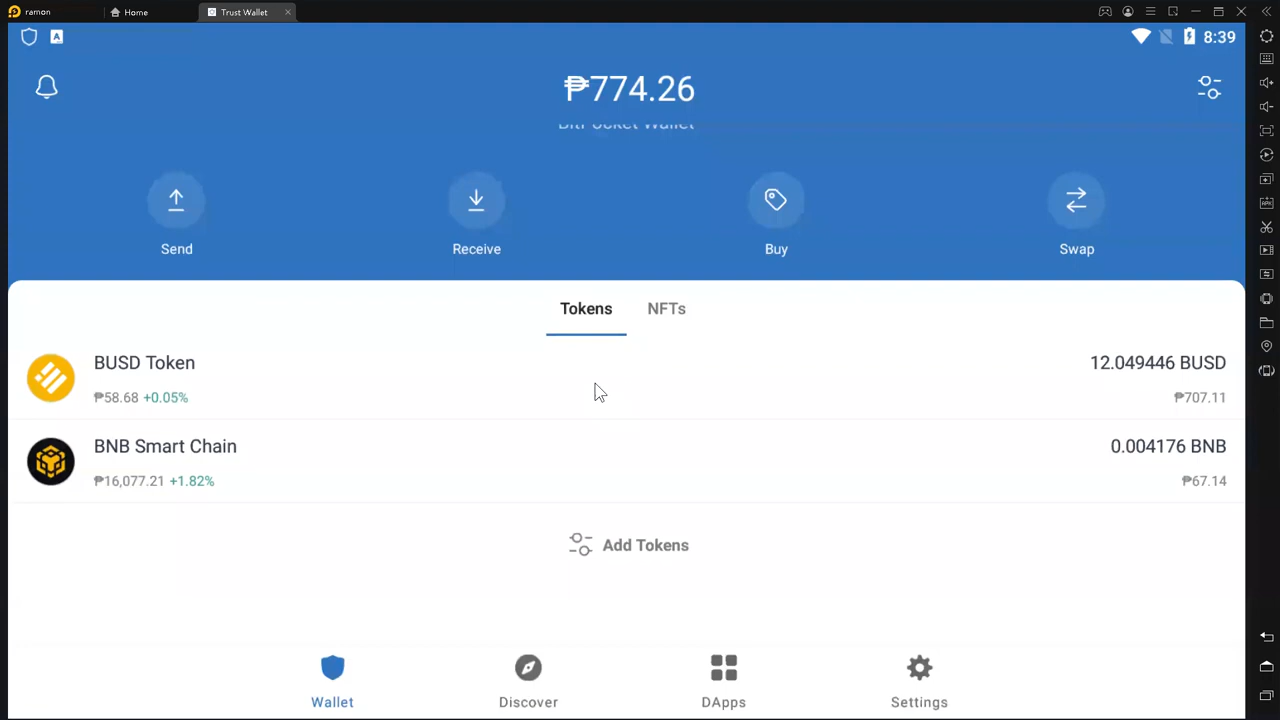 ramon
Home
Trust Wallet
A
8:39
₱774.26
BitPocket Wallet
Send
Receive
Buy
Swap
Tokens
NFTs
BUSD Token
12.049446 BUSD
₱58.68 +0.05%
₱707.11
BNB Smart Chain
0.004176 BNB
₱16,077.21 +1.82%
₱67.14
Add Tokens
Wallet
Discover
DApps
Settings